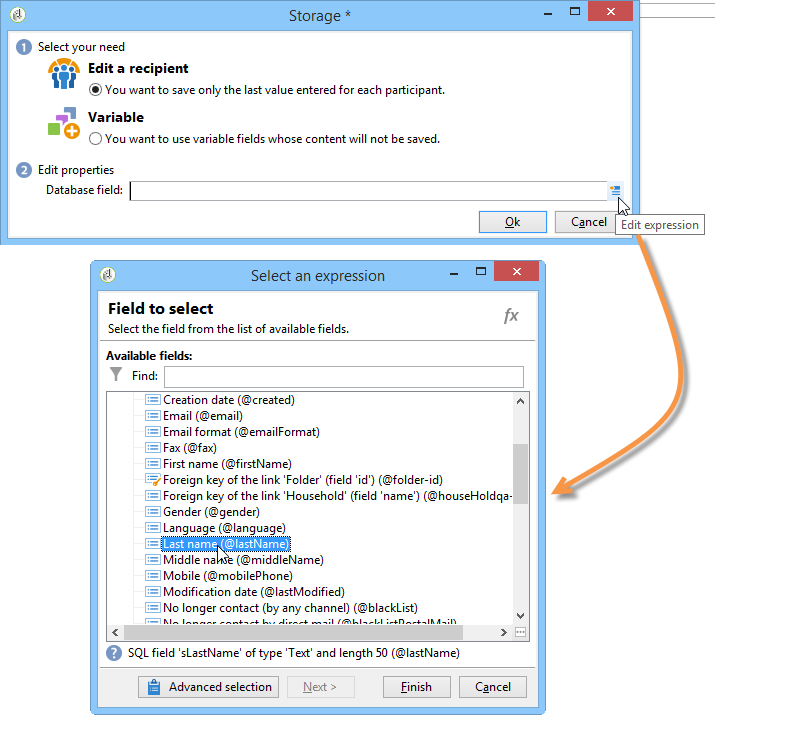 Storage *
1 Select your need
Edit a recipient
You want to save only the last value entered for each participant.
Variable
You want to use variable fields whose content will not be saved.
2 Edit properties
Database field:
Ok
Cancel
Edit expression
Select an expression
Field to select
fx
Select the field from the list of available fields.
Available fields:
Find:
Creation date (@created)
Email (@email)
Email format (@emailFormat)
Fax (@fax)
First name (@firstName)
Foreign key of the link 'Folder' (field 'id') (@folder-id)
Foreign key of the link 'Household' (field 'name') (@houseHoldqa-
Gender (@gender)
Language (@language)
Last name (@lastName)
Middle name (@middleName)
Mobile (@mobilePhone)
Modification date (@lastModified)
No longer contact (by any channel) (@blackList)
No longer contact by direct mail (@blackListPostalMail)
? SQL field 'sLastName' of type 'Text' and length 50 (@lastName)
Advanced selection
Next >
Finish
Cancel